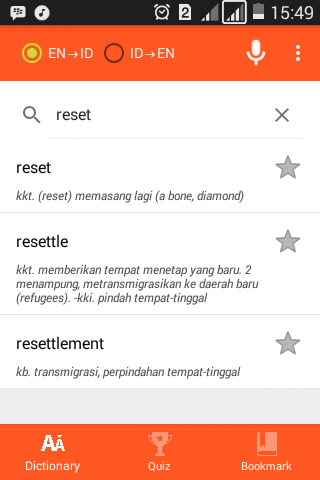 2 15:49
EN→ID ID→EN
reset
reset
kkt. (reset) memasang lagi (a bone, diamond)
resettle
kkt. memberikan tempat menetap yang baru. 2
menampung, metransmigrasikan ke daerah baru
(refugees). -kki. pindah tempat-tinggal
resettlement
kb. transmigrasi, perpindahan tempat-tinggal
Dictionary Quiz Bookmark